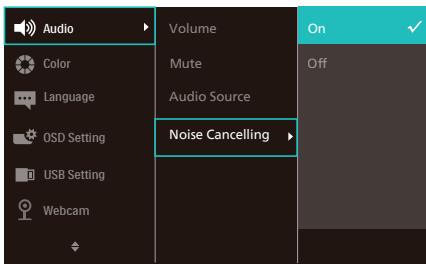 Audio
Color
Language
OSD Setting
USB Setting
Webcam
Volume
Mute
Audio Source
Noise Cancelling
On
Off